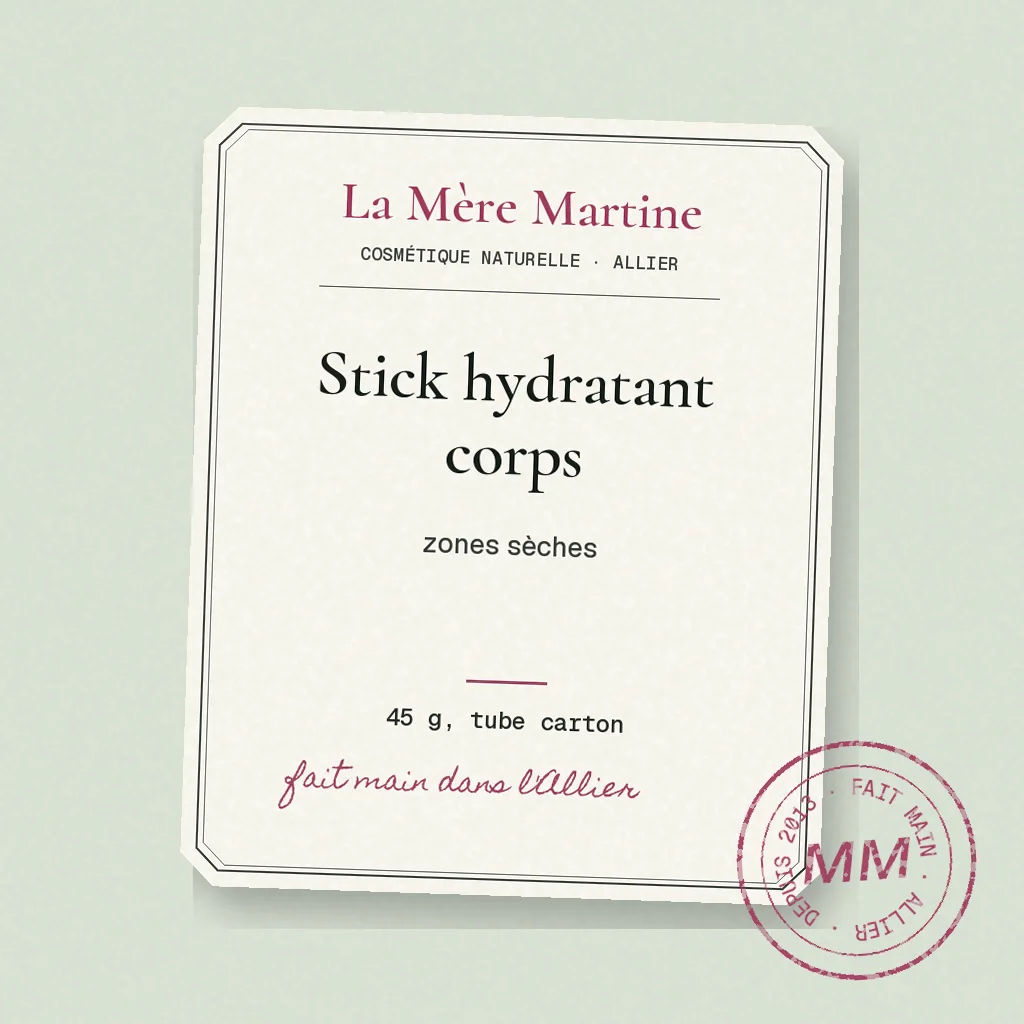 La Mère Martine
COSMÉTIQUE NATURELLE · ALLIER
Stick hydratant
corps
zones sèches
45 g, tube carton
fait main dans l'Allier
DEPUIS 2013 · FAIT MAIN · ALLIER ·
MM